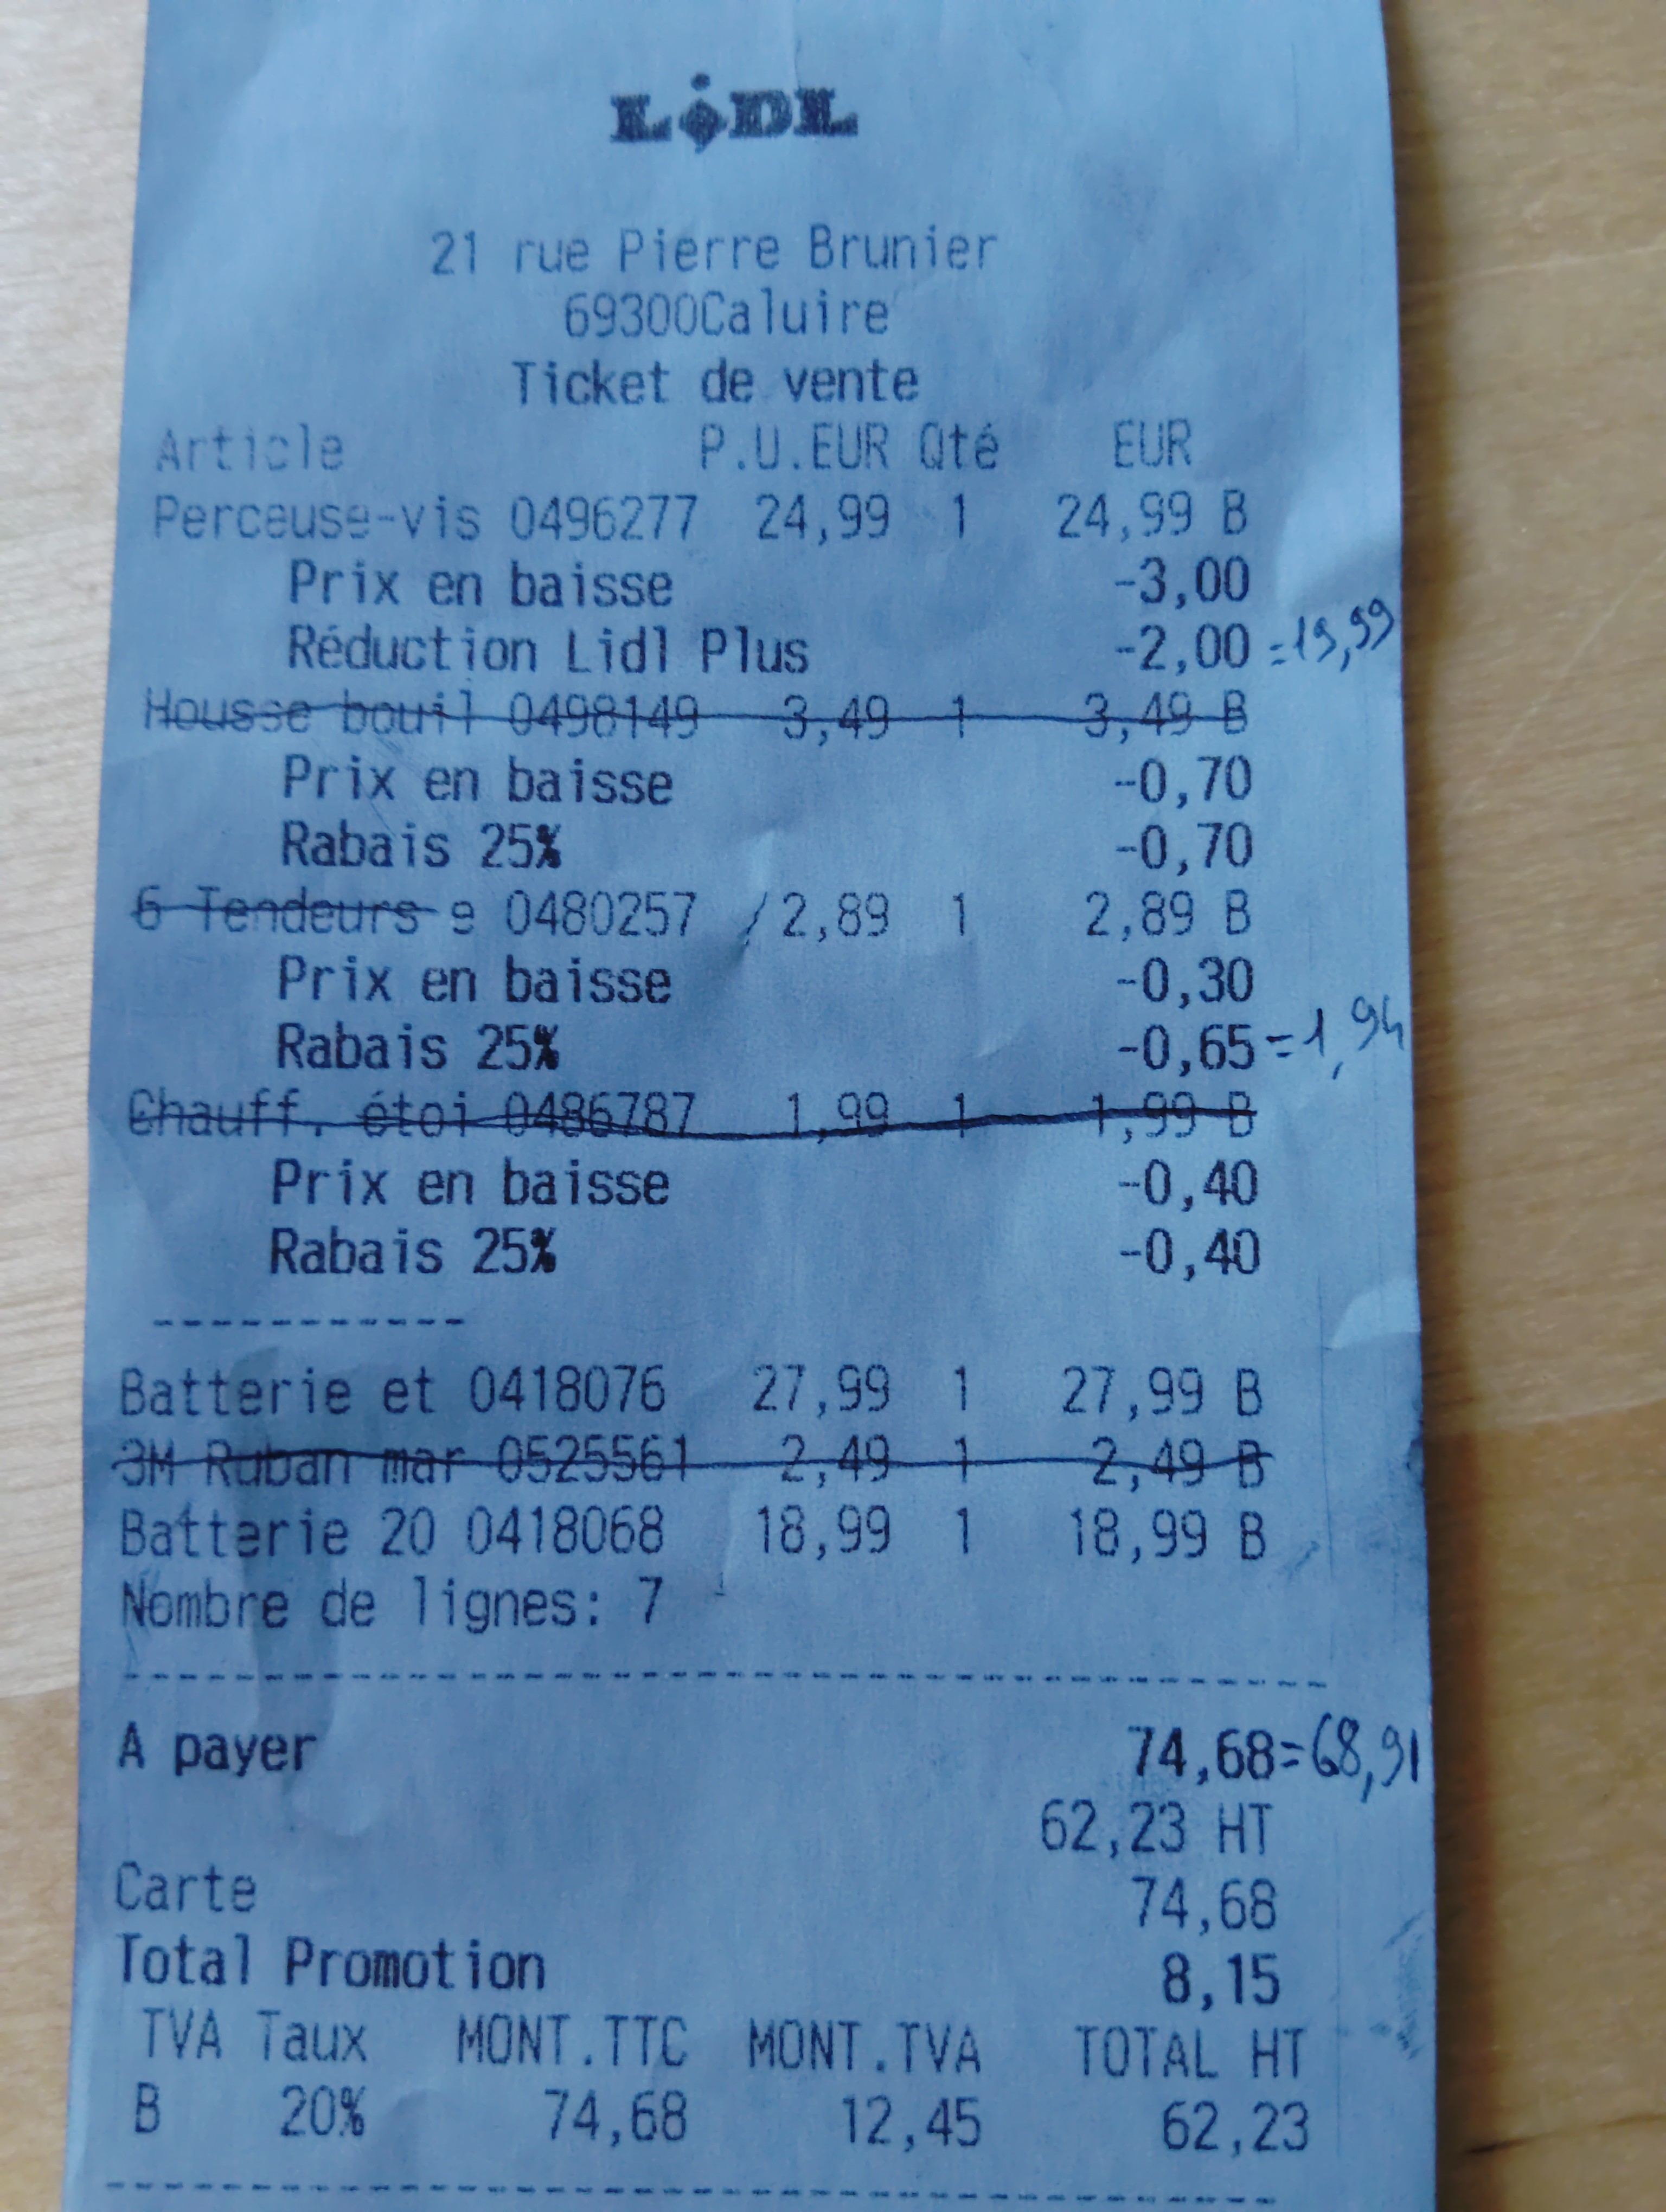 LiDL
21 rue Pierre Brunier
69300Caluire
Ticket de vente
Article P.U.EUR Qté EUR
Perceuse-vis 0496277 24,99 1 24,99 B
Prix en baisse -3,00
Réduction Lidl Plus -2,00 =19,99
Housse bouil 0498149 3,49 1 3,49 B
Prix en baisse -0,70
Rabais 25% -0,70
6 Tendeurs e 0480257 2,89 1 2,89 B
Prix en baisse -0,30
Rabais 25% -0,65 =1,94
Chauff. étoi 0486787 1,99 1 1,99 B
Prix en baisse -0,40
Rabais 25% -0,40
-----------
Batterie et 0418076 27,99 1 27,99 B
3M Ruban mar 0525561 2,49 1 2,49 B
Batterie 20 0418068 18,99 1 18,99 B
Nombre de lignes: 7
A payer 74,68 =68,91
62,23 HT
Carte 74,68
Total Promotion 8,15
TVA Taux MONT.TTC MONT.TVA TOTAL HT
B 20% 74,68 12,45 62,23